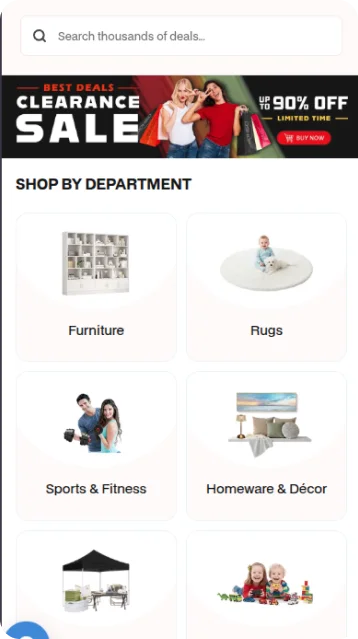 Search thousands of deals...
BEST DEALS
CLEARANCE
SALE
UP TO 90% OFF
LIMITED TIME
BUY NOW
SHOP BY DEPARTMENT
Furniture
Rugs
Sports & Fitness
Homeware & Décor